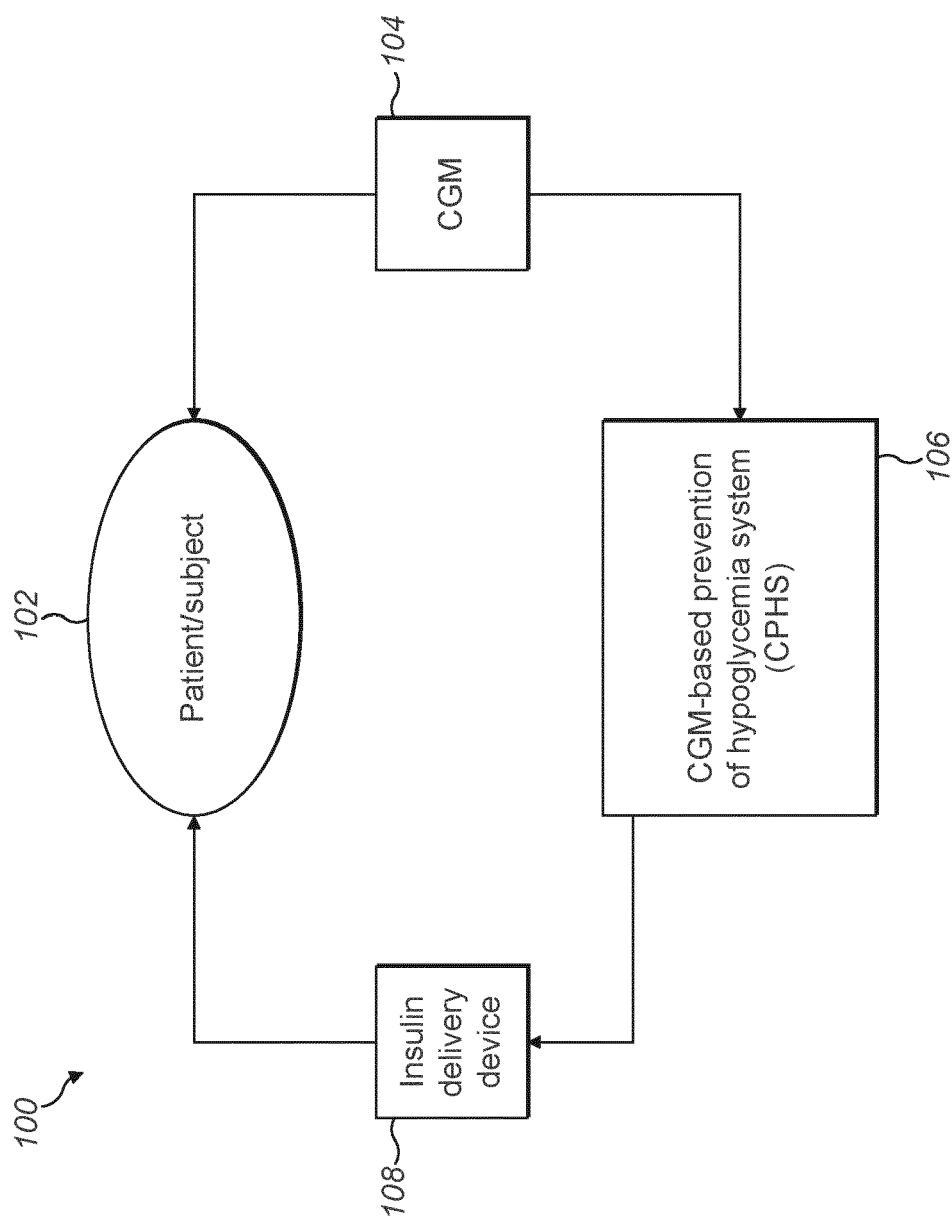 100
102
Patient/subject
104
CGM
Insulin
delivery
device
108
CGM-based prevention
of hypoglycemia system
(CPHS)
106